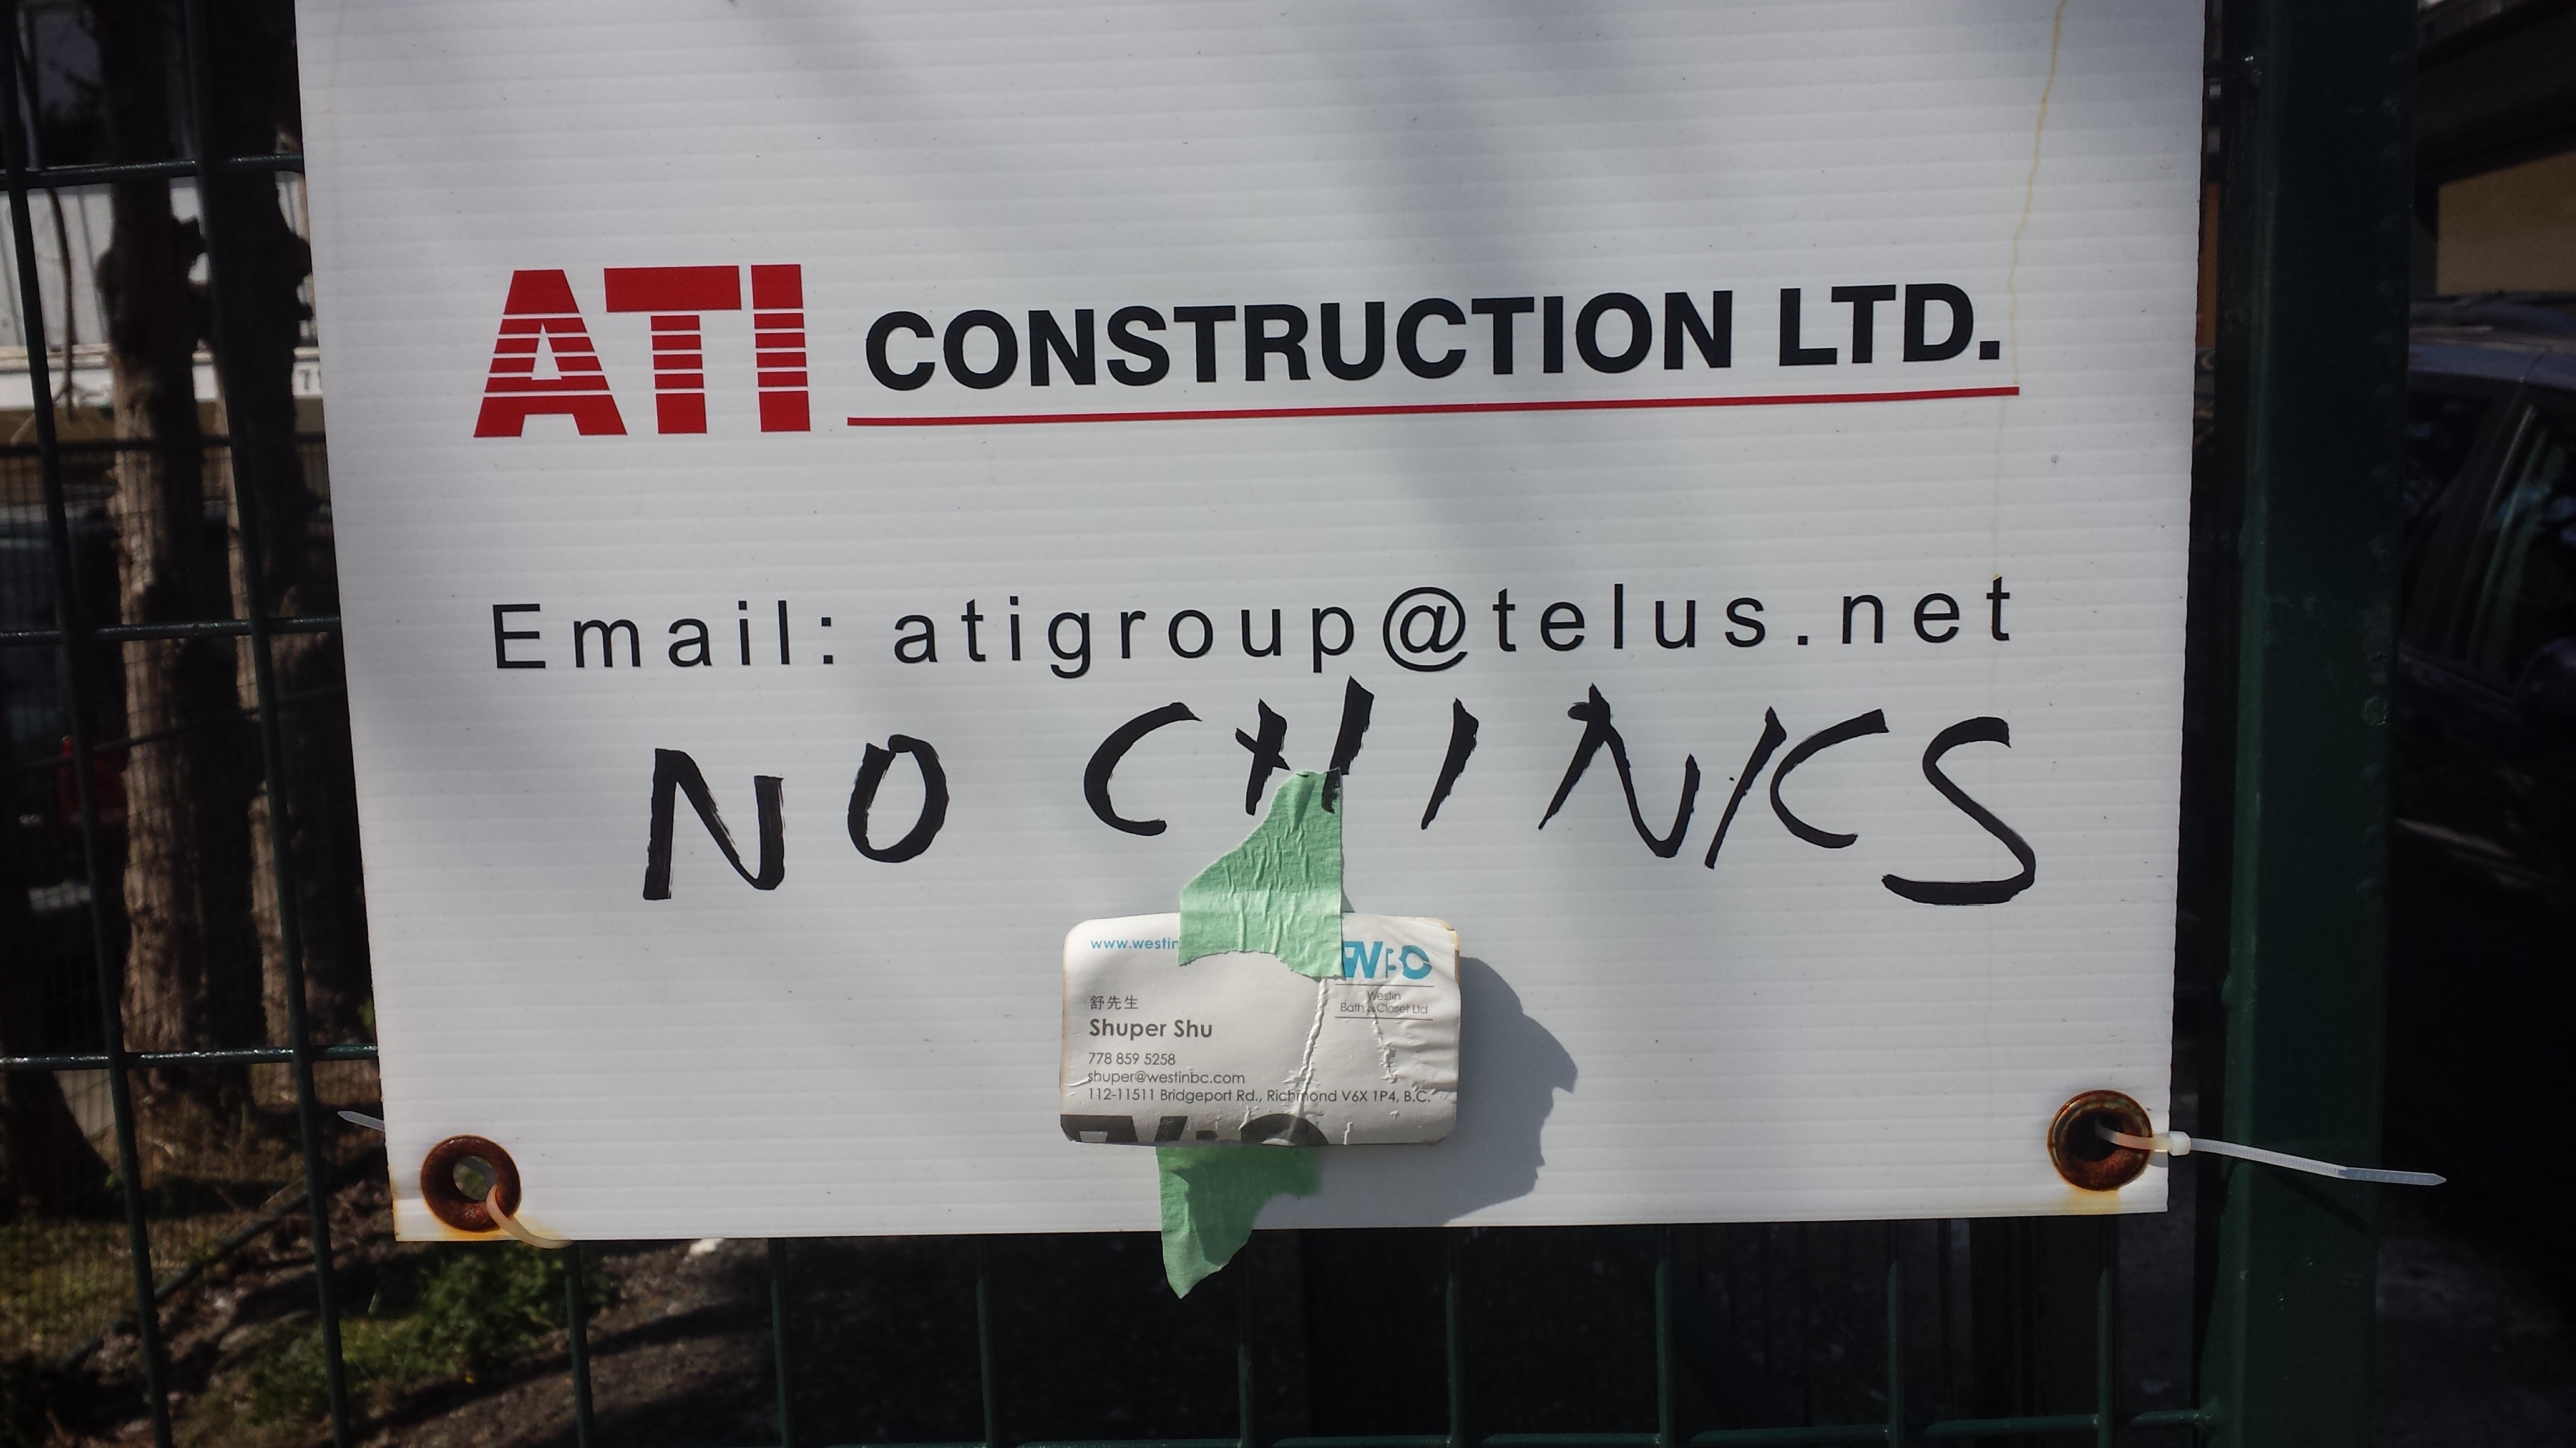 ATI CONSTRUCTION LTD.
Email: atigroup@telus.net
NO CHINKS
www.westin
WBC
Westin
Bath & Closet Ltd
舒先生
Shuper Shu
778 859 5258
shuper@westinbc.com
112-11511 Bridgeport Rd., Richmond V6X 1P4, B.C.